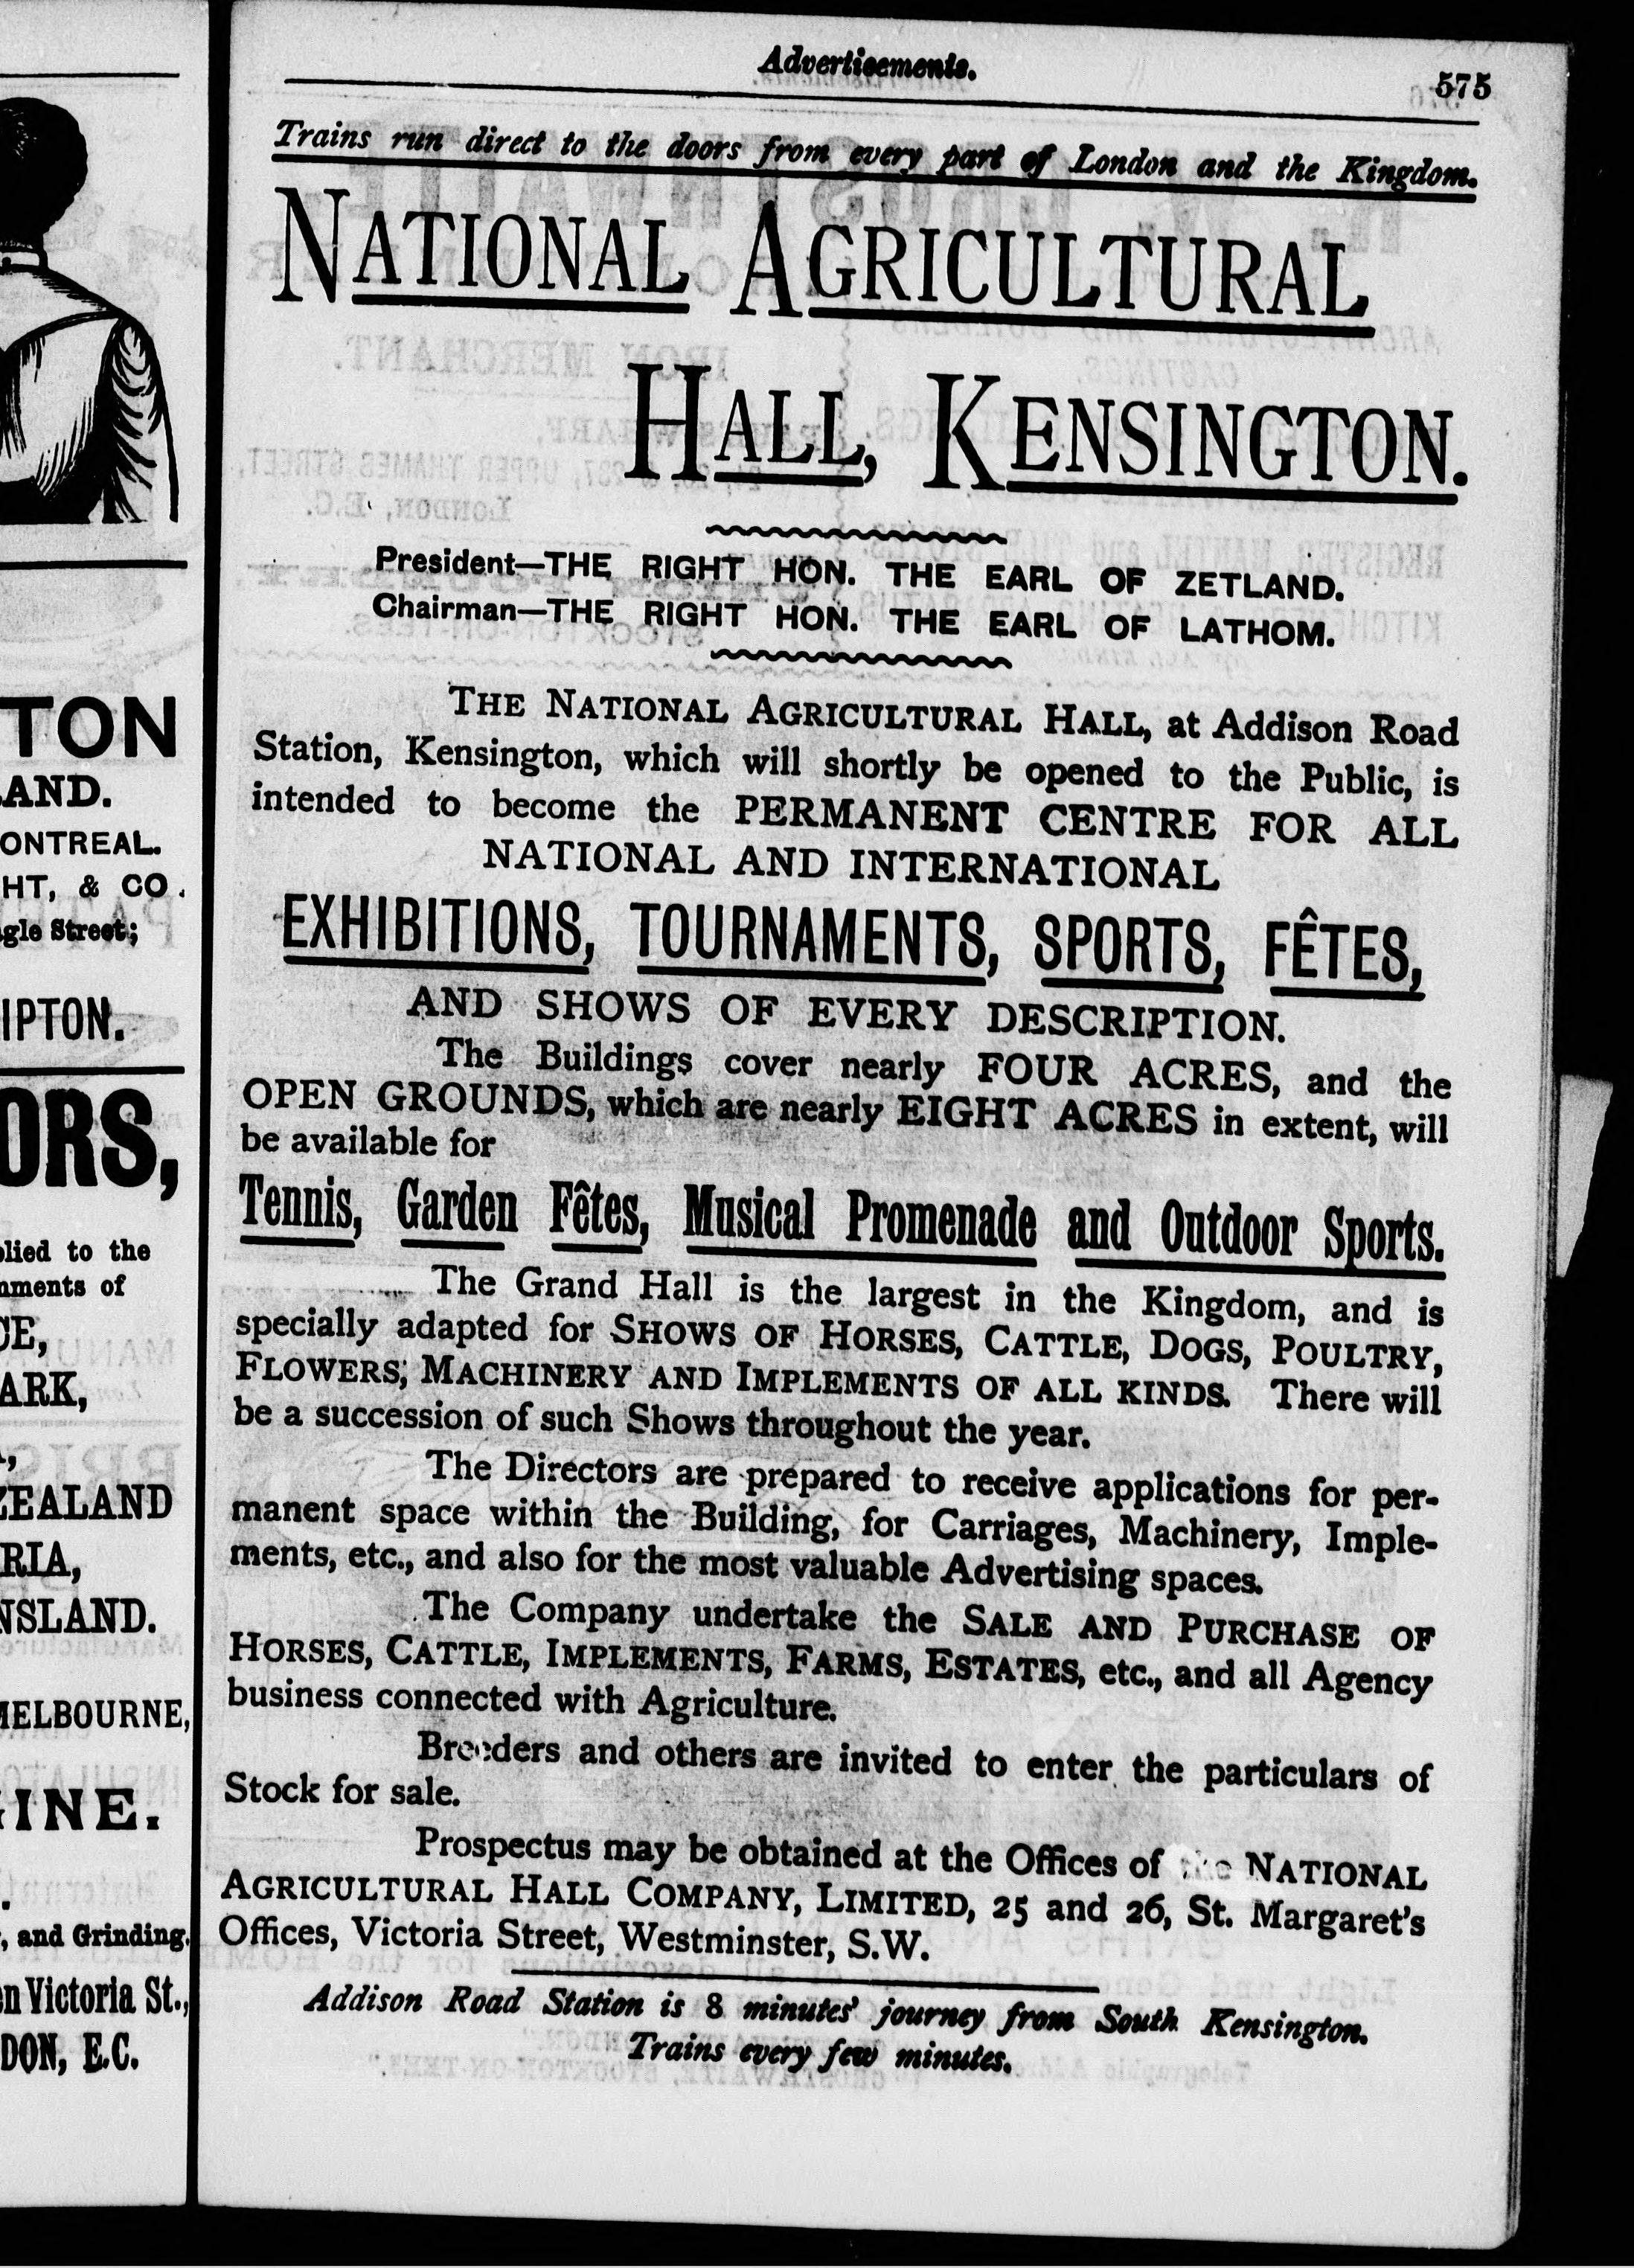 TON
AND.
ONTREAL.
HT, & CO.
gle Street;
IPTON.
ORS,
lied to the
nments of
CE,
ARK,
ZEALAND
RIA,
NSLAND.
MELBOURNE,
INE.
, and Grinding.
n Victoria St.,
DON, E.C.
Advertisements.
575
Trains run direct to the doors from every part of London and the Kingdom.
NATIONAL AGRICULTURAL
HALL, KENSINGTON.
President—THE RIGHT HON. THE EARL OF ZETLAND.
Chairman—THE RIGHT HON. THE EARL OF LATHOM.
THE NATIONAL AGRICULTURAL HALL, at Addison Road
Station, Kensington, which will shortly be opened to the Public, is
intended to become the PERMANENT CENTRE FOR ALL
NATIONAL AND INTERNATIONAL
EXHIBITIONS, TOURNAMENTS, SPORTS, FÊTES,
AND SHOWS OF EVERY DESCRIPTION.
The Buildings cover nearly FOUR ACRES, and the
OPEN GROUNDS, which are nearly EIGHT ACRES in extent, will
be available for
Tennis, Garden Fêtes, Musical Promenade and Outdoor Sports.
The Grand Hall is the largest in the Kingdom, and is
specially adapted for SHOWS OF HORSES, CATTLE, DOGS, POULTRY,
FLOWERS, MACHINERY AND IMPLEMENTS OF ALL KINDS. There will
be a succession of such Shows throughout the year.
The Directors are prepared to receive applications for per-
manent space within the Building, for Carriages, Machinery, Imple-
ments, etc., and also for the most valuable Advertising spaces.
The Company undertake the SALE AND PURCHASE OF
HORSES, CATTLE, IMPLEMENTS, FARMS, ESTATES, etc., and all Agency
business connected with Agriculture.
Breeders and others are invited to enter the particulars of
Stock for sale.
Prospectus may be obtained at the Offices of the NATIONAL
AGRICULTURAL HALL COMPANY, LIMITED, 25 and 26, St. Margaret's
Offices, Victoria Street, Westminster, S.W.
Addison Road Station is 8 minutes' journey from South Kensington.
Trains every few minutes.